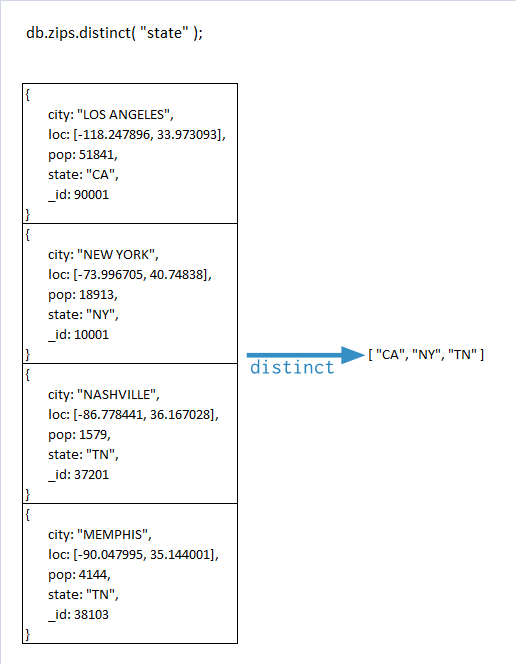 db.zips.distinct( "state" );
{
city: "LOS ANGELES",
loc: [-118.247896, 33.973093],
pop: 51841,
state: "CA",
_id: 90001
}
{
city: "NEW YORK",
loc: [-73.996705, 40.74838],
pop: 18913,
state: "NY",
_id: 10001
}
{
city: "NASHVILLE",
loc: [-86.778441, 36.167028],
pop: 1579,
state: "TN",
_id: 37201
}
{
city: "MEMPHIS",
loc: [-90.047995, 35.144001],
pop: 4144,
state: "TN",
_id: 38103
}
distinct
[ "CA", "NY", "TN" ]